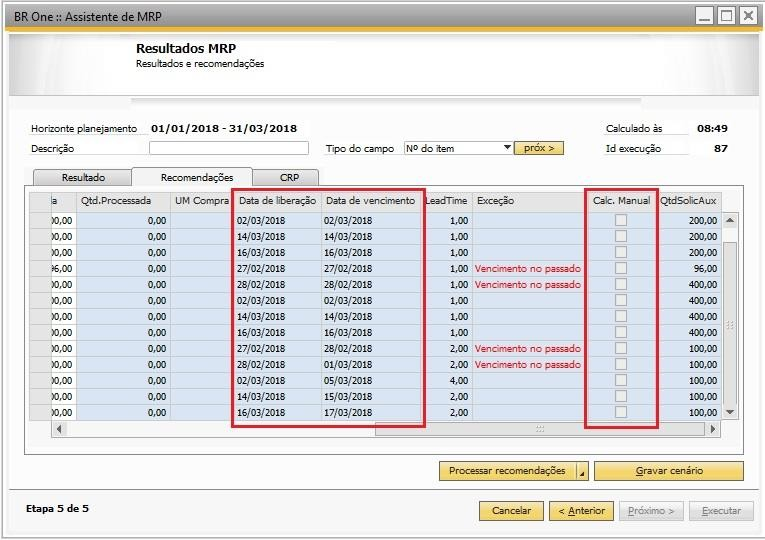 BR One :: Assistente de MRP
Resultados MRP
Resultados e recomendações
Horizonte planejamento 01/01/2018 - 31/03/2018 Calculado às 08:49
Descrição Tipo do campo Nº do item próx > Id execução 87
Resultado Recomendações CRP
a Qtd.Processada UM Compra Data de liberação Data de vencimento LeadTime Exceção Calc. Manual QtdSolicAux
00,00 0,00 02/03/2018 02/03/2018 1,00 200,00
00,00 0,00 14/03/2018 14/03/2018 1,00 200,00
00,00 0,00 16/03/2018 16/03/2018 1,00 200,00
96,00 0,00 27/02/2018 27/02/2018 1,00 Vencimento no passado 96,00
00,00 0,00 28/02/2018 28/02/2018 1,00 Vencimento no passado 400,00
00,00 0,00 02/03/2018 02/03/2018 1,00 400,00
00,00 0,00 14/03/2018 14/03/2018 1,00 400,00
00,00 0,00 16/03/2018 16/03/2018 1,00 400,00
00,00 0,00 27/02/2018 28/02/2018 2,00 Vencimento no passado 100,00
00,00 0,00 28/02/2018 01/03/2018 2,00 Vencimento no passado 100,00
00,00 0,00 02/03/2018 05/03/2018 4,00 100,00
00,00 0,00 14/03/2018 15/03/2018 2,00 100,00
00,00 0,00 16/03/2018 17/03/2018 2,00 100,00
Processar recomendações Gravar cenário
Etapa 5 de 5 Cancelar < Anterior Próximo > Executar